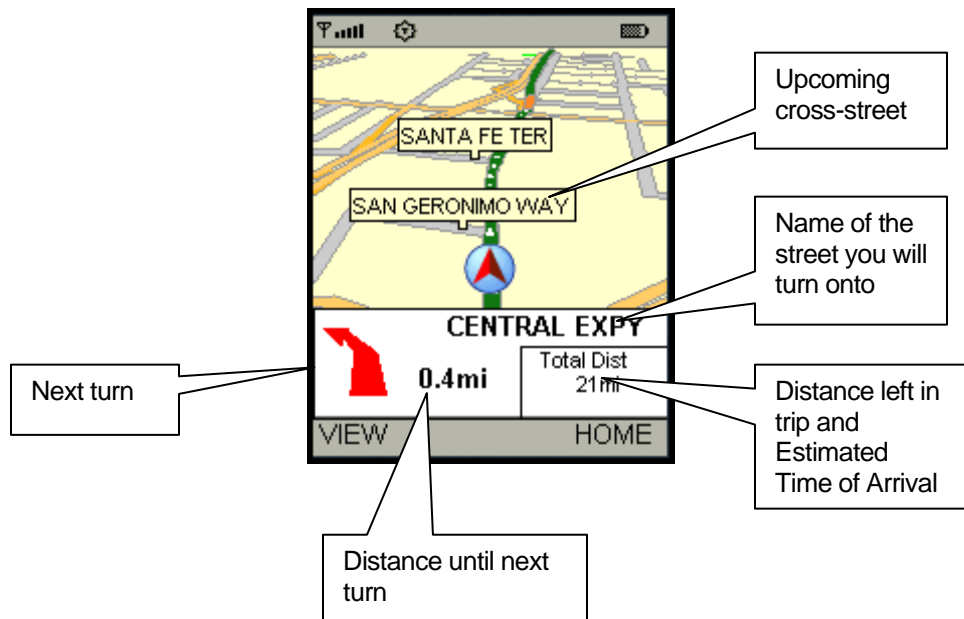 Upcoming
cross-street
SANTA FE TER
SAN GERONIMO WAY
Name of the
street you will
turn onto
CENTRAL EXPY
Next turn
0.4mi
Total Dist
21mi
Distance left in
trip and
Estimated
Time of Arrival
VIEW
HOME
Distance until next
turn